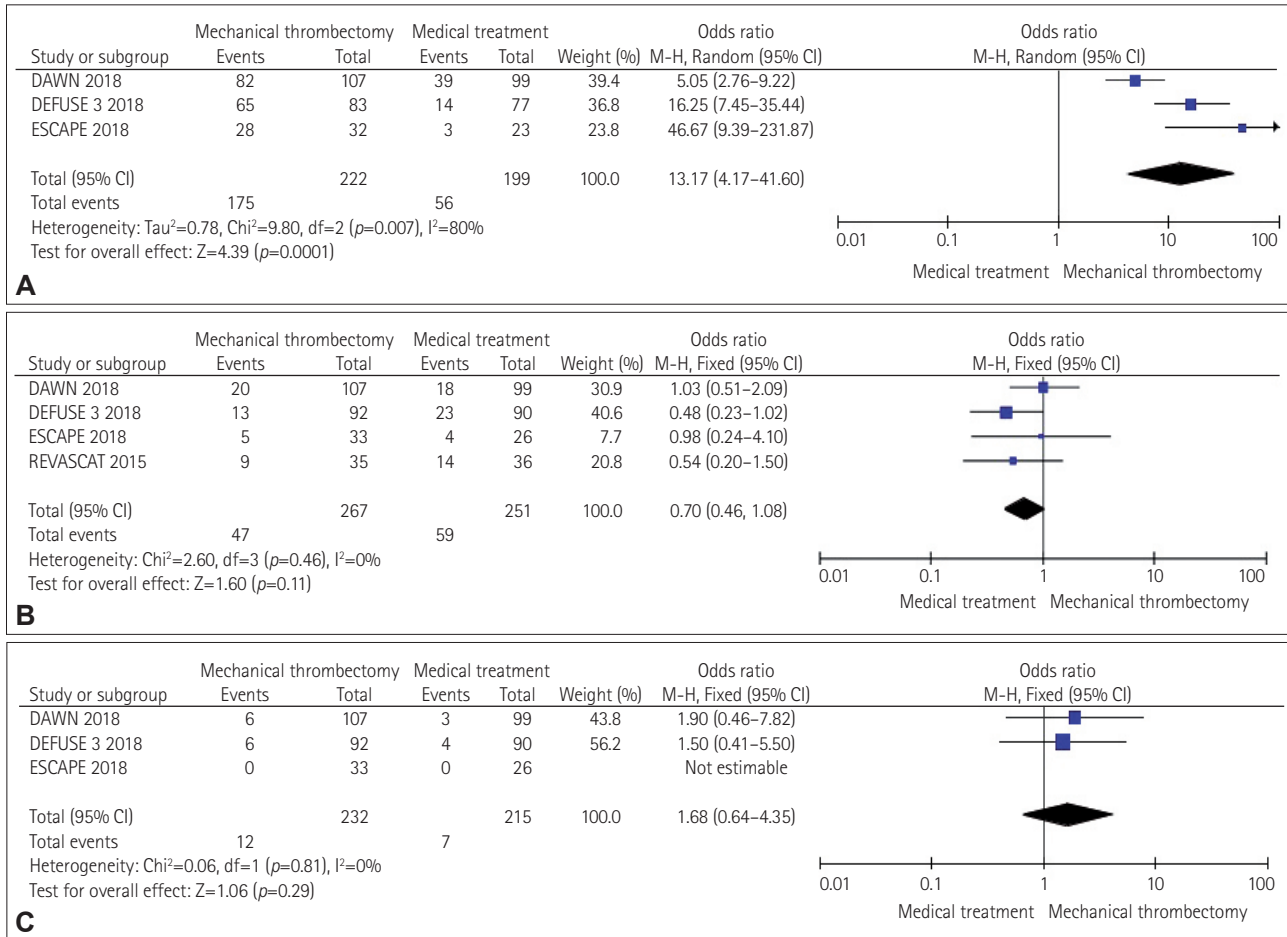 Mechanical thrombectomy Medical treatment Odds ratio Odds ratio
Study or subgroup Events Total Events Total Weight (%) M-H, Random (95% CI) M-H, Random (95% CI)
DAWN 2018 82 107 39 99 39.4 5.05 (2.76–9.22)
DEFUSE 3 2018 65 83 14 77 36.8 16.25 (7.45–35.44)
ESCAPE 2018 28 32 3 23 23.8 46.67 (9.39–231.87)
Total (95% CI) 222 199 100.0 13.17 (4.17–41.60)
Total events 175 56
Heterogeneity: Tau²=0.78, Chi²=9.80, df=2 (p=0.007), I²=80%
Test for overall effect: Z=4.39 (p=0.0001)
0.01 0.1 1 10 100
Medical treatment Mechanical thrombectomy
A
Mechanical thrombectomy Medical treatment Odds ratio Odds ratio
Study or subgroup Events Total Events Total Weight (%) M-H, Fixed (95% CI) M-H, Fixed (95% CI)
DAWN 2018 20 107 18 99 30.9 1.03 (0.51–2.09)
DEFUSE 3 2018 13 92 23 90 40.6 0.48 (0.23–1.02)
ESCAPE 2018 5 33 4 26 7.7 0.98 (0.24–4.10)
REVASCAT 2015 9 35 14 36 20.8 0.54 (0.20–1.50)
Total (95% CI) 267 251 100.0 0.70 (0.46, 1.08)
Total events 47 59
Heterogeneity: Chi²=2.60, df=3 (p=0.46), I²=0%
Test for overall effect: Z=1.60 (p=0.11)
0.01 0.1 1 10 100
Medical treatment Mechanical thrombectomy
B
Mechanical thrombectomy Medical treatment Odds ratio Odds ratio
Study or subgroup Events Total Events Total Weight (%) M-H, Fixed (95% CI) M-H, Fixed (95% CI)
DAWN 2018 6 107 3 99 43.8 1.90 (0.46–7.82)
DEFUSE 3 2018 6 92 4 90 56.2 1.50 (0.41–5.50)
ESCAPE 2018 0 33 0 26 Not estimable
Total (95% CI) 232 215 100.0 1.68 (0.64–4.35)
Total events 12 7
Heterogeneity: Chi²=0.06, df=1 (p=0.81), I²=0%
Test for overall effect: Z=1.06 (p=0.29)
0.01 0.1 1 10 100
Medical treatment Mechanical thrombectomy
C